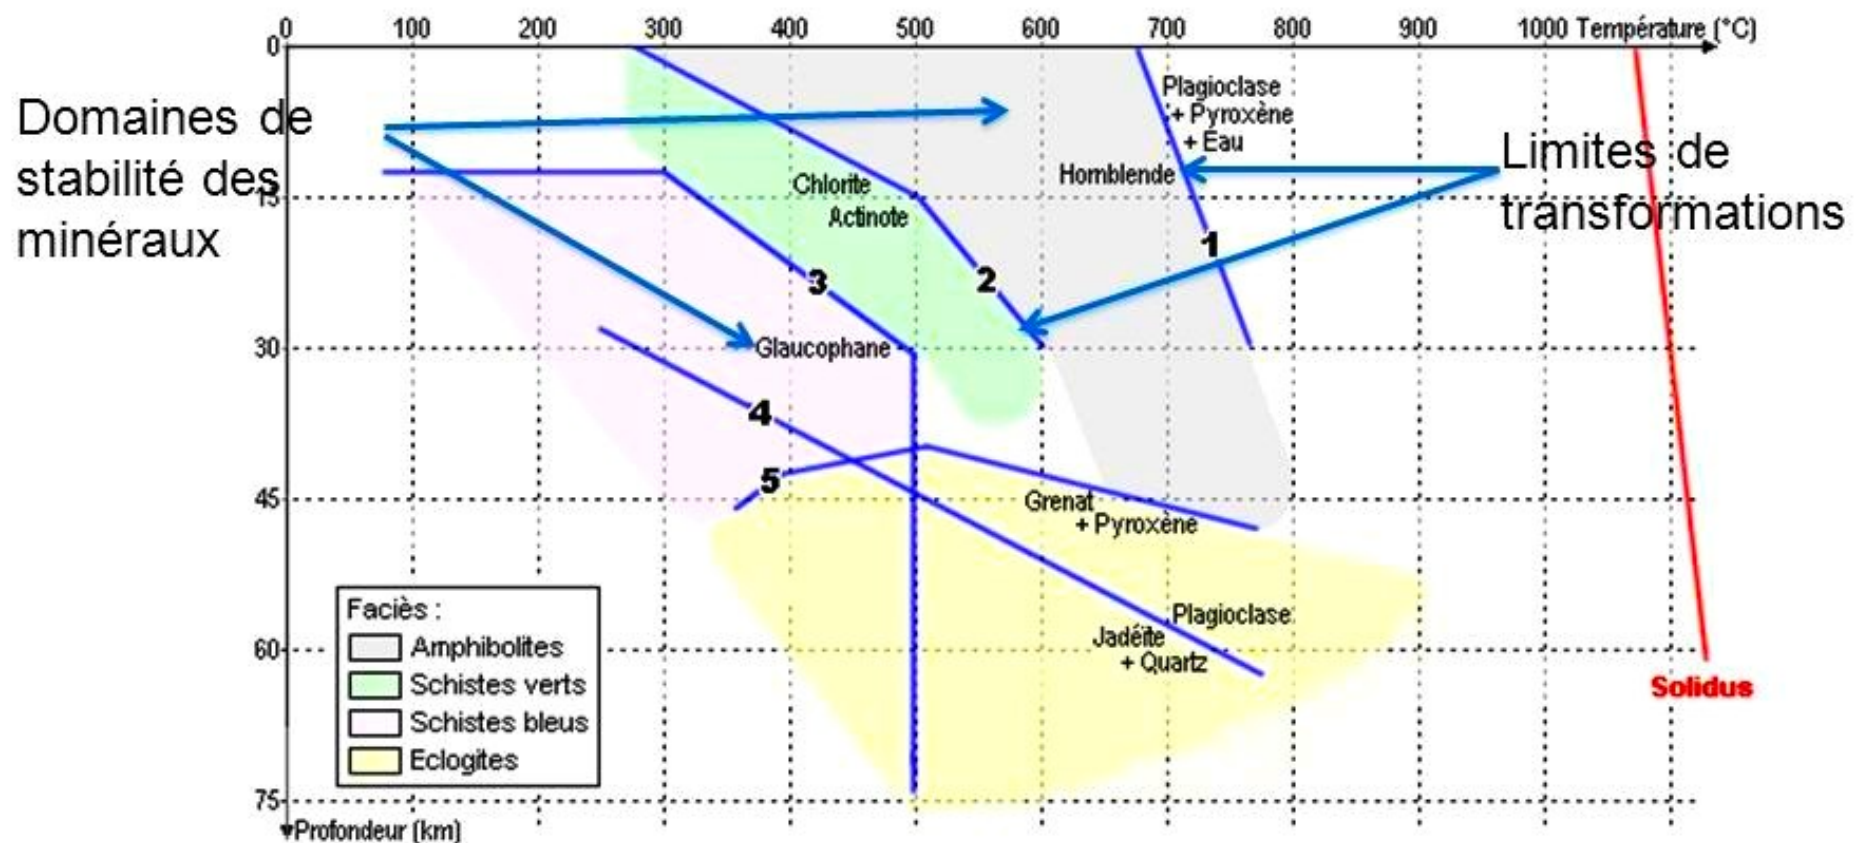 0 100 200 300 400 500 600 700 800 900 1000 Température (°C)
0
Domaines de
stabilité des
minéraux
Plagioclase
+ Pyroxène
+ Eau
Hornblende
Limites de
transformations
Chlorite
Actinote
15
1
2
3
30
Glaucophane
4
5
45
Grenat
+ Pyroxène
Faciès :
Amphibolites
Schistes verts
Schistes bleus
Eclogites
Plagioclase
Jadéite
+ Quartz
60
Solidus
75
Profondeur (km)